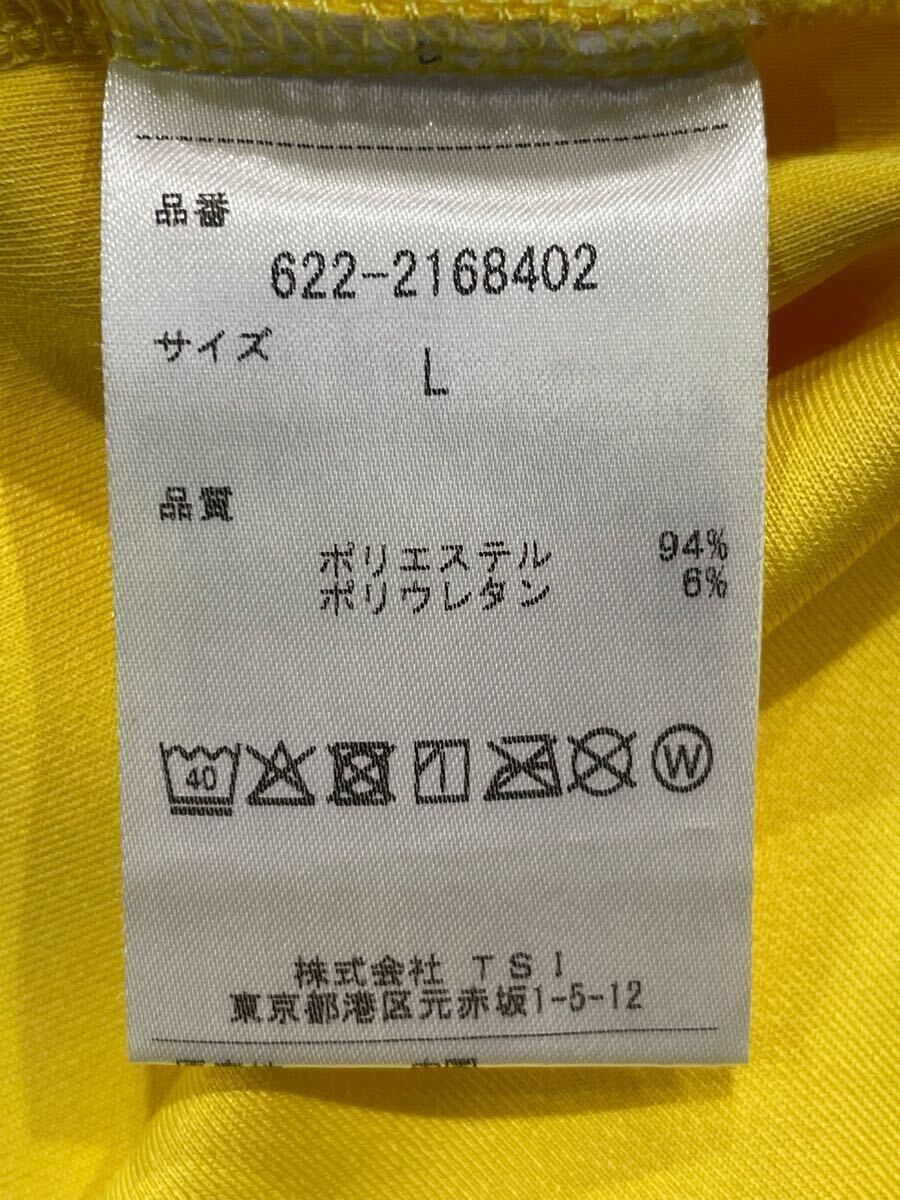 品番
622-2168402
サイズ
L
品質
ポリエステル 94%
ポリウレタン 6%
40
W
株式会社 TSI
東京都港区元赤坂1-5-12